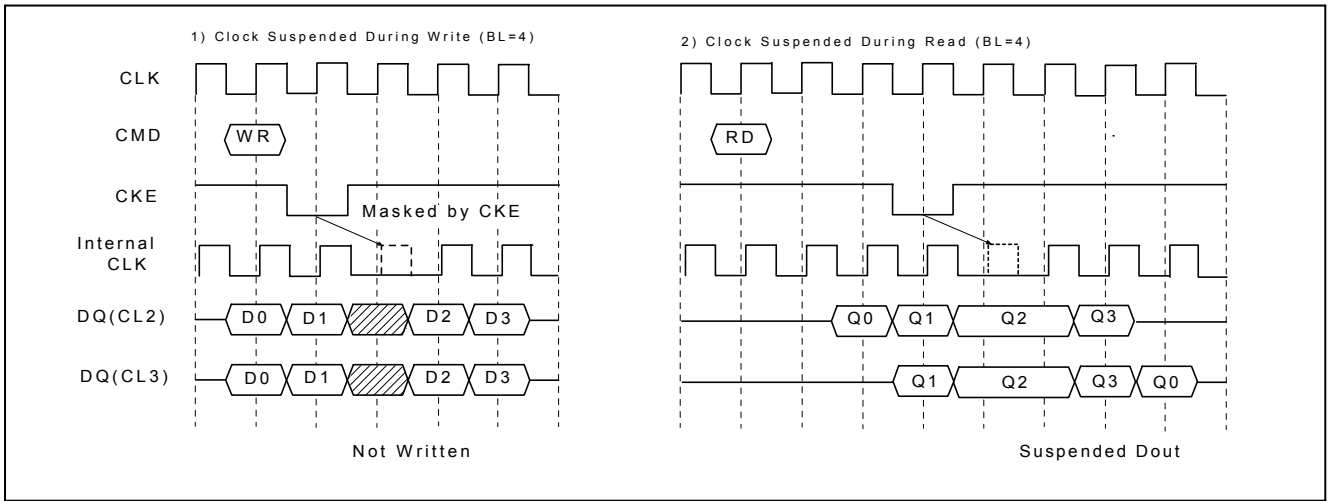 1) Clock Suspended During Write (BL=4)
2) Clock Suspended During Read (BL=4)
CLK
CMD
WR
RD
CKE
Masked by CKE
Internal
CLK
DQ(CL2)
D0 D1 D2 D3
Q0 Q1 Q2 Q3
DQ(CL3)
D0 D1 D2 D3
Q1 Q2 Q3 Q0
Not Written
Suspended Dout